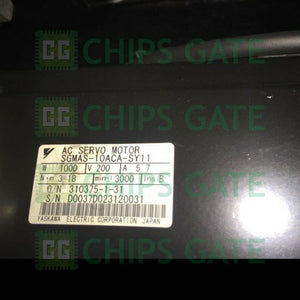 CHIPS GATE
CHIPS GATE
AC SERVO MOTOR
SGMAS-10ACA-SY11
W 1000 V 200 A 5.7
N·m 3.18 min⁻¹ 3000 Ins B
O/N 310375-1-31
S/N D0037D023120031
YASKAWA ELECTRIC CORPORATION JAPAN
CHIPS GATE
CHIPS GATE